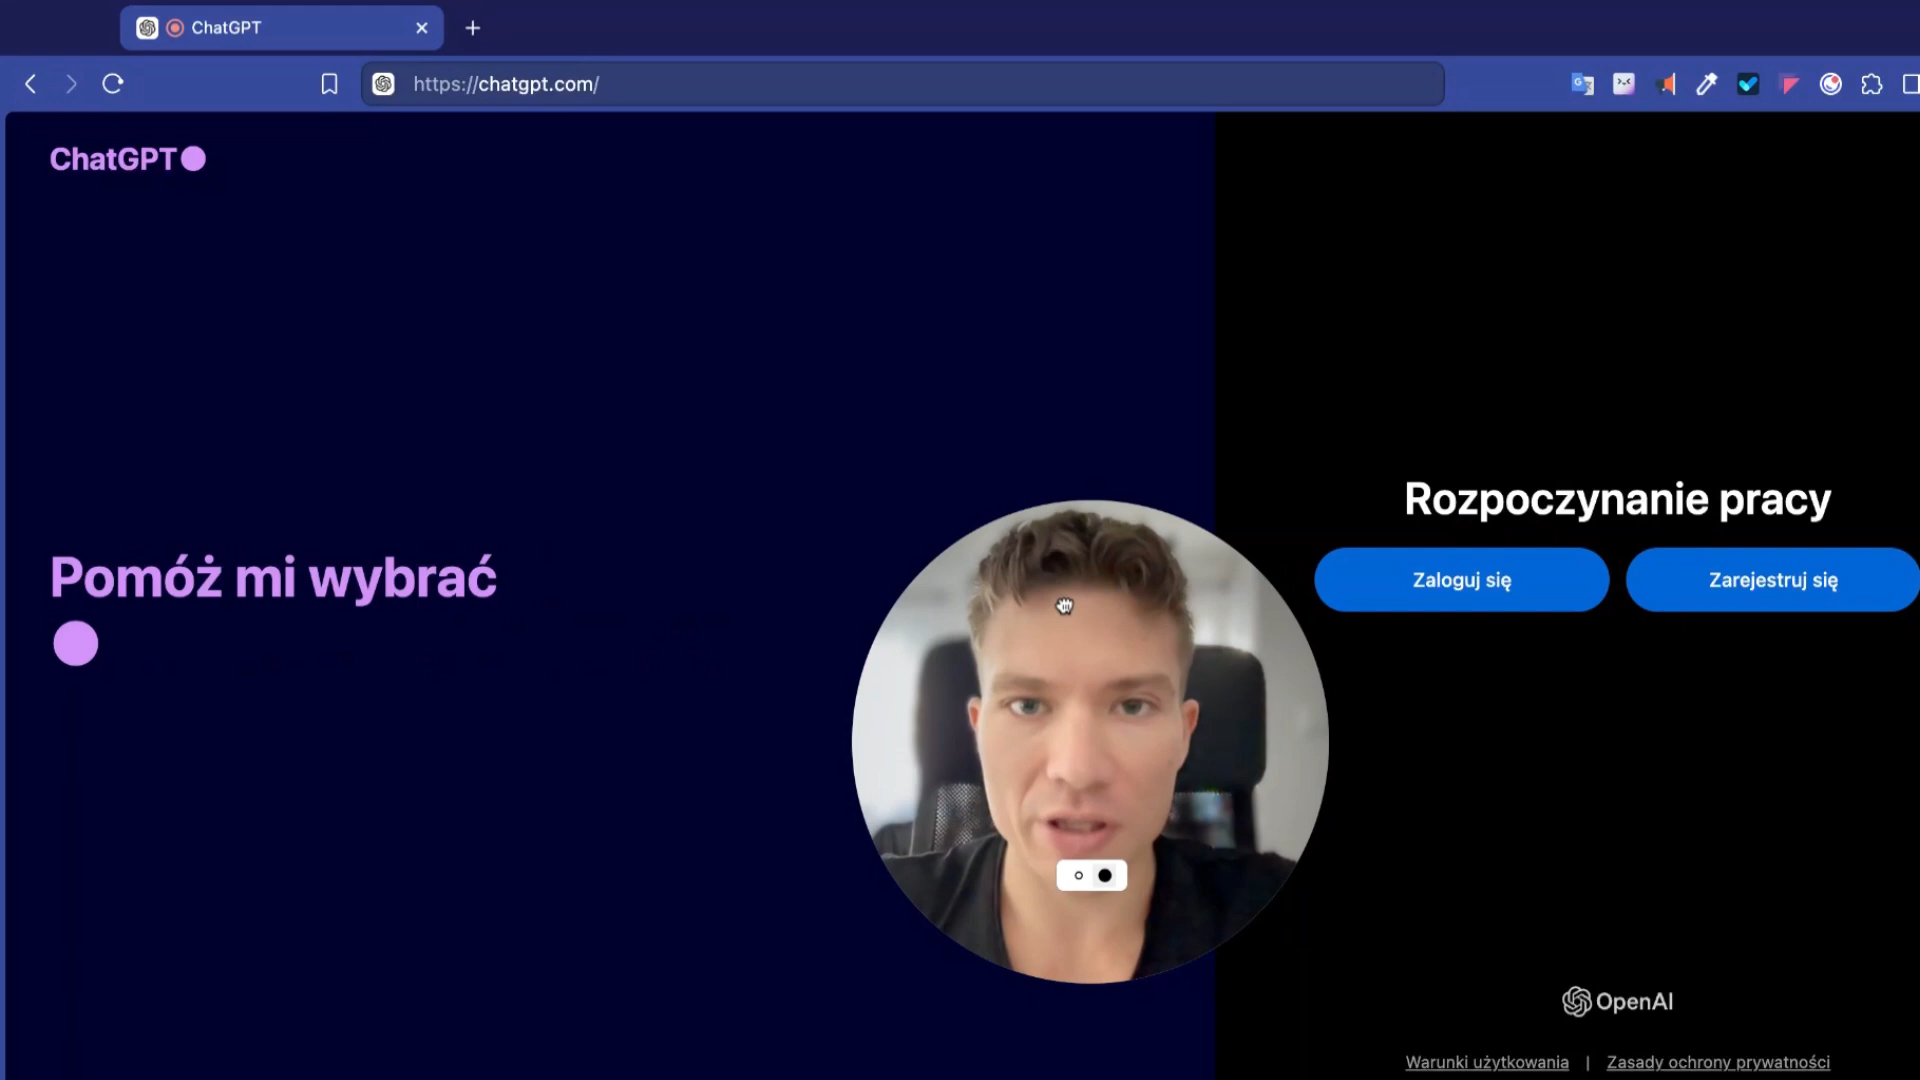 ChatGPT
https://chatgpt.com/
ChatGPT
Pomóż mi wybrać
Rozpoczynanie pracy
Zaloguj się
Zarejestruj się
OpenAI
Warunki użytkowania | Zasady ochrony prywatności